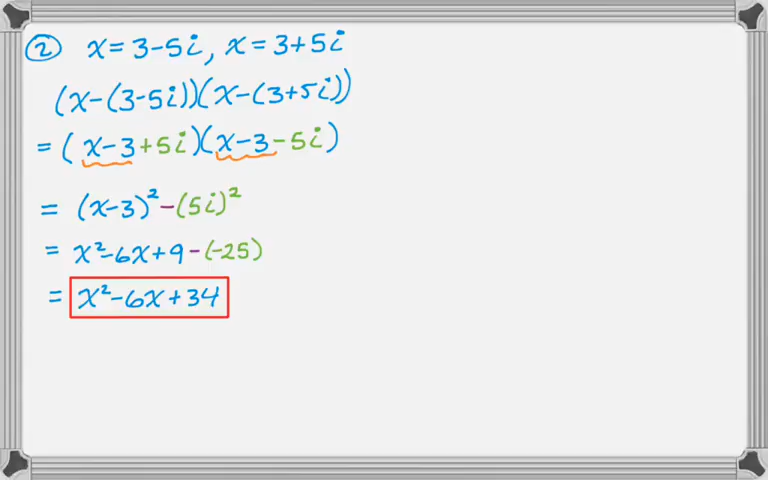 ② x = 3 - 5i, x = 3 + 5i
(x - (3 - 5i))(x - (3 + 5i))
= (x - 3 + 5i)(x - 3 - 5i)
= (x - 3)² - (5i)²
= x² - 6x + 9 - (-25)
= x² - 6x + 34